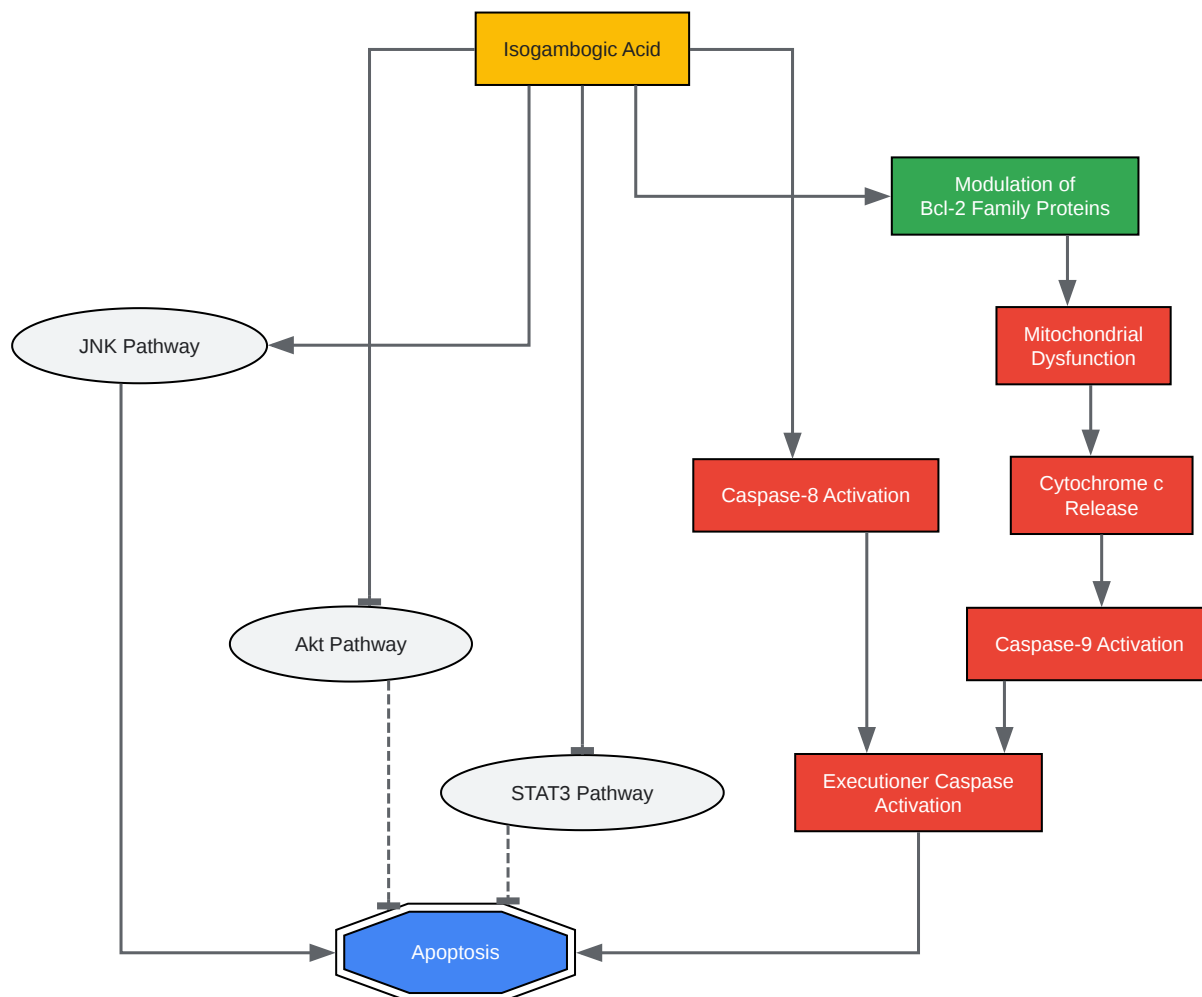 Isogambogic Acid
Modulation of
Bcl-2 Family Proteins
JNK Pathway
Mitochondrial
Dysfunction
Caspase-8 Activation
Cytochrome c
Release
Akt Pathway
Caspase-9 Activation
STAT3 Pathway
Executioner Caspase
Activation
Apoptosis